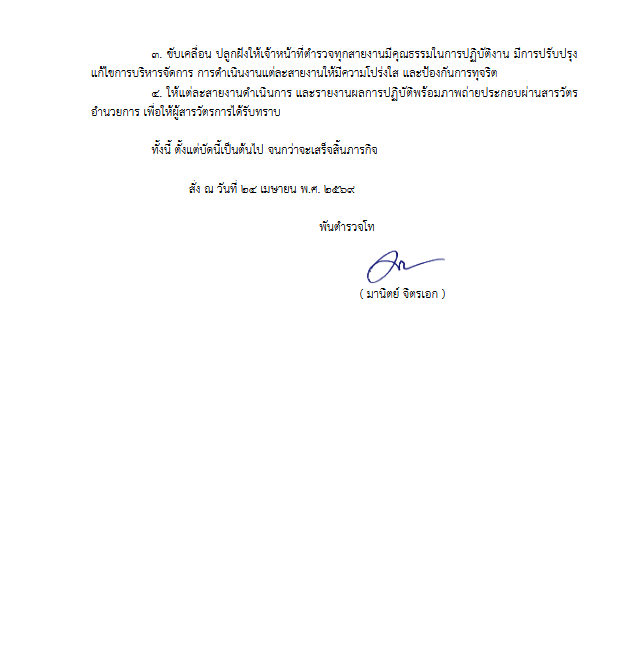 ๓. ขับเคลื่อน ปลูกฝังให้เจ้าหน้าที่ตำรวจทุกสายงานมีคุณธรรมในการปฏิบัติงาน มีการปรับปรุง
แก้ไขการบริหารจัดการ การดำเนินงานแต่ละสายงานให้มีความโปร่งใส และป้องกันการทุจริต
๔. ให้แต่ละสายงานดำเนินการ และรายงานผลการปฏิบัติพร้อมภาพถ่ายประกอบผ่านสารวัตร
อำนวยการ เพื่อให้ผู้สารวัตรการได้รับทราบ
ทั้งนี้ ตั้งแต่บัดนี้เป็นต้นไป จนกว่าจะเสร็จสิ้นภารกิจ
สั่ง ณ วันที่ ๒๔ เมษายน พ.ศ. ๒๕๖๙
พันตำรวจโท
( มานิตย์ จิตรเอก )